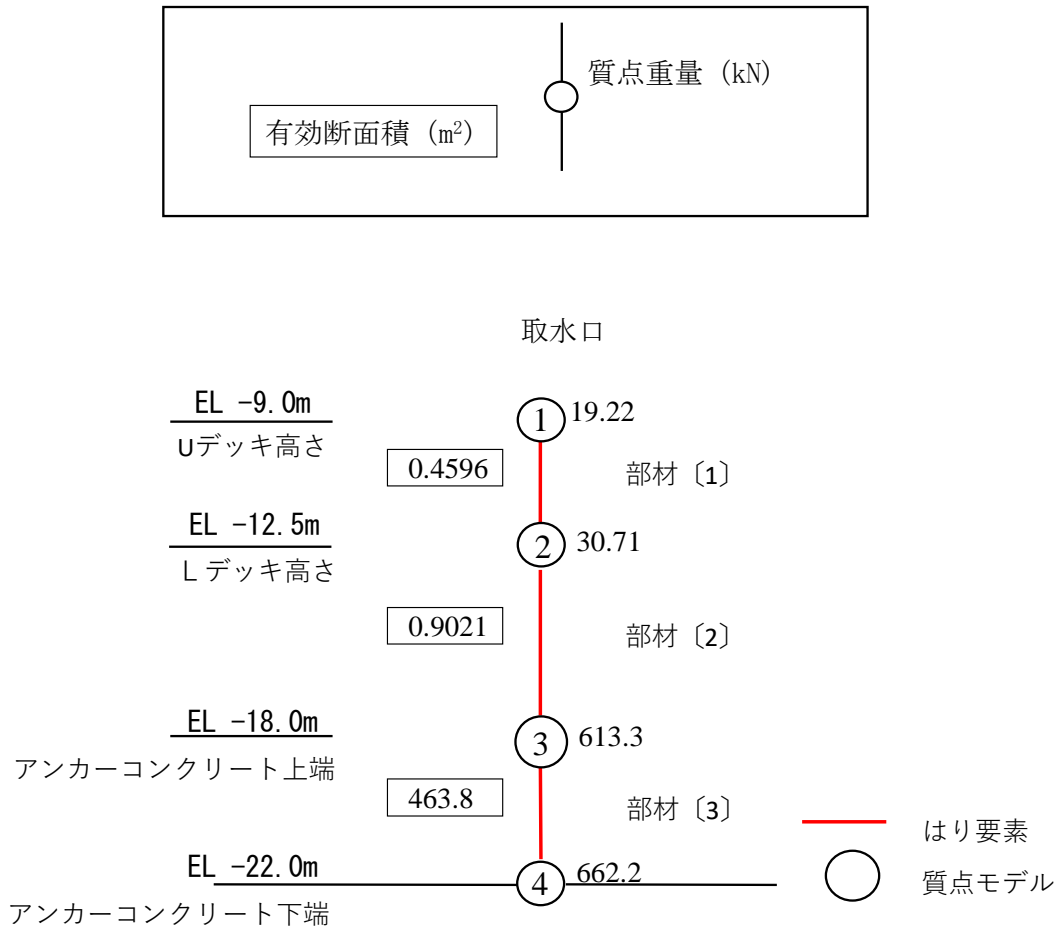 質点重量 (kN)
有効断面積 (m²)
取水口
EL -9.0m
Uデッキ高さ
1 19.22
0.4596
部材〔1〕
EL -12.5m
Lデッキ高さ
2 30.71
0.9021
部材〔2〕
EL -18.0m
アンカーコンクリート上端
3 613.3
463.8
部材〔3〕
はり要素
EL -22.0m
アンカーコンクリート下端
4 662.2
質点モデル